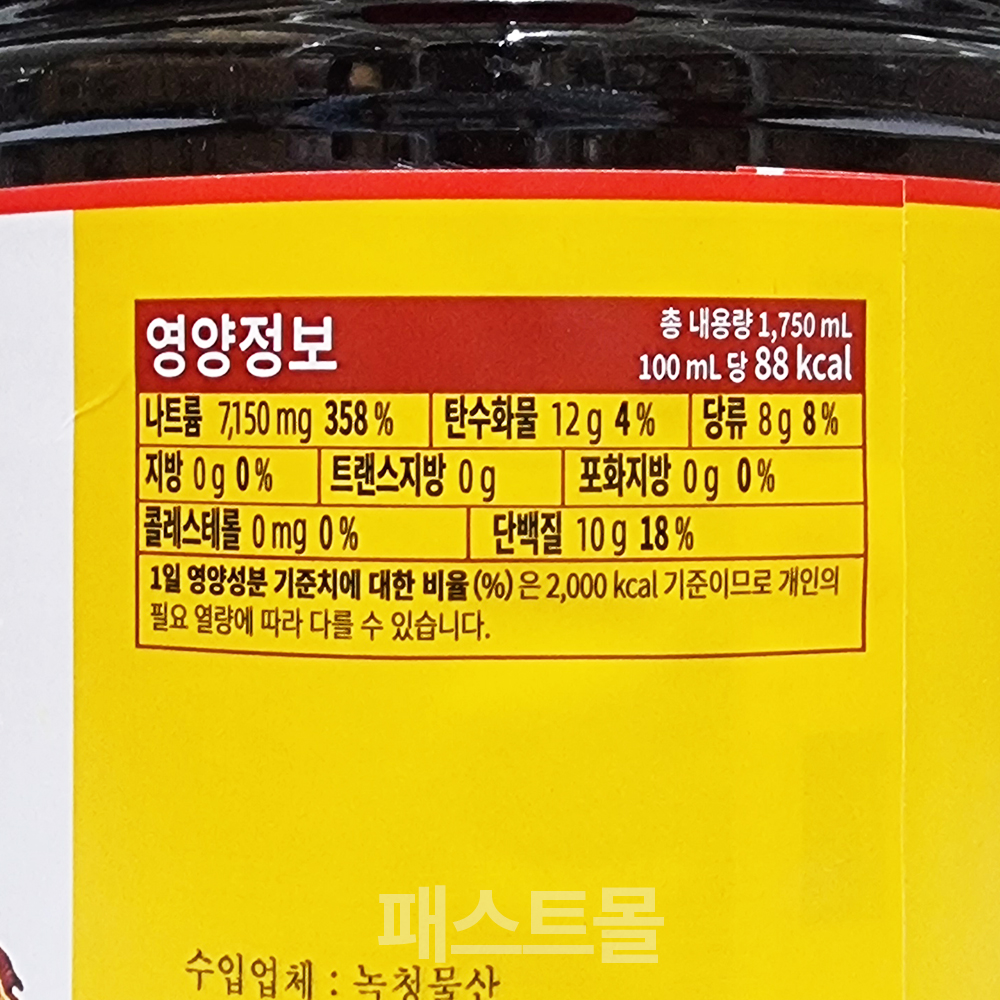 영양정보
총 내용량 1,750 mL
100 mL 당 88 kcal
나트륨 7,150 mg 358 % 탄수화물 12 g 4 % 당류 8 g 8 %
지방 0 g 0 % 트랜스지방 0 g 포화지방 0 g 0 %
콜레스테롤 0 mg 0 % 단백질 10 g 18 %
1일 영양성분 기준치에 대한 비율(%)은 2,000 kcal 기준이므로 개인의
필요 열량에 따라 다를 수 있습니다.
패스트몰
수입업체 : 녹청물산